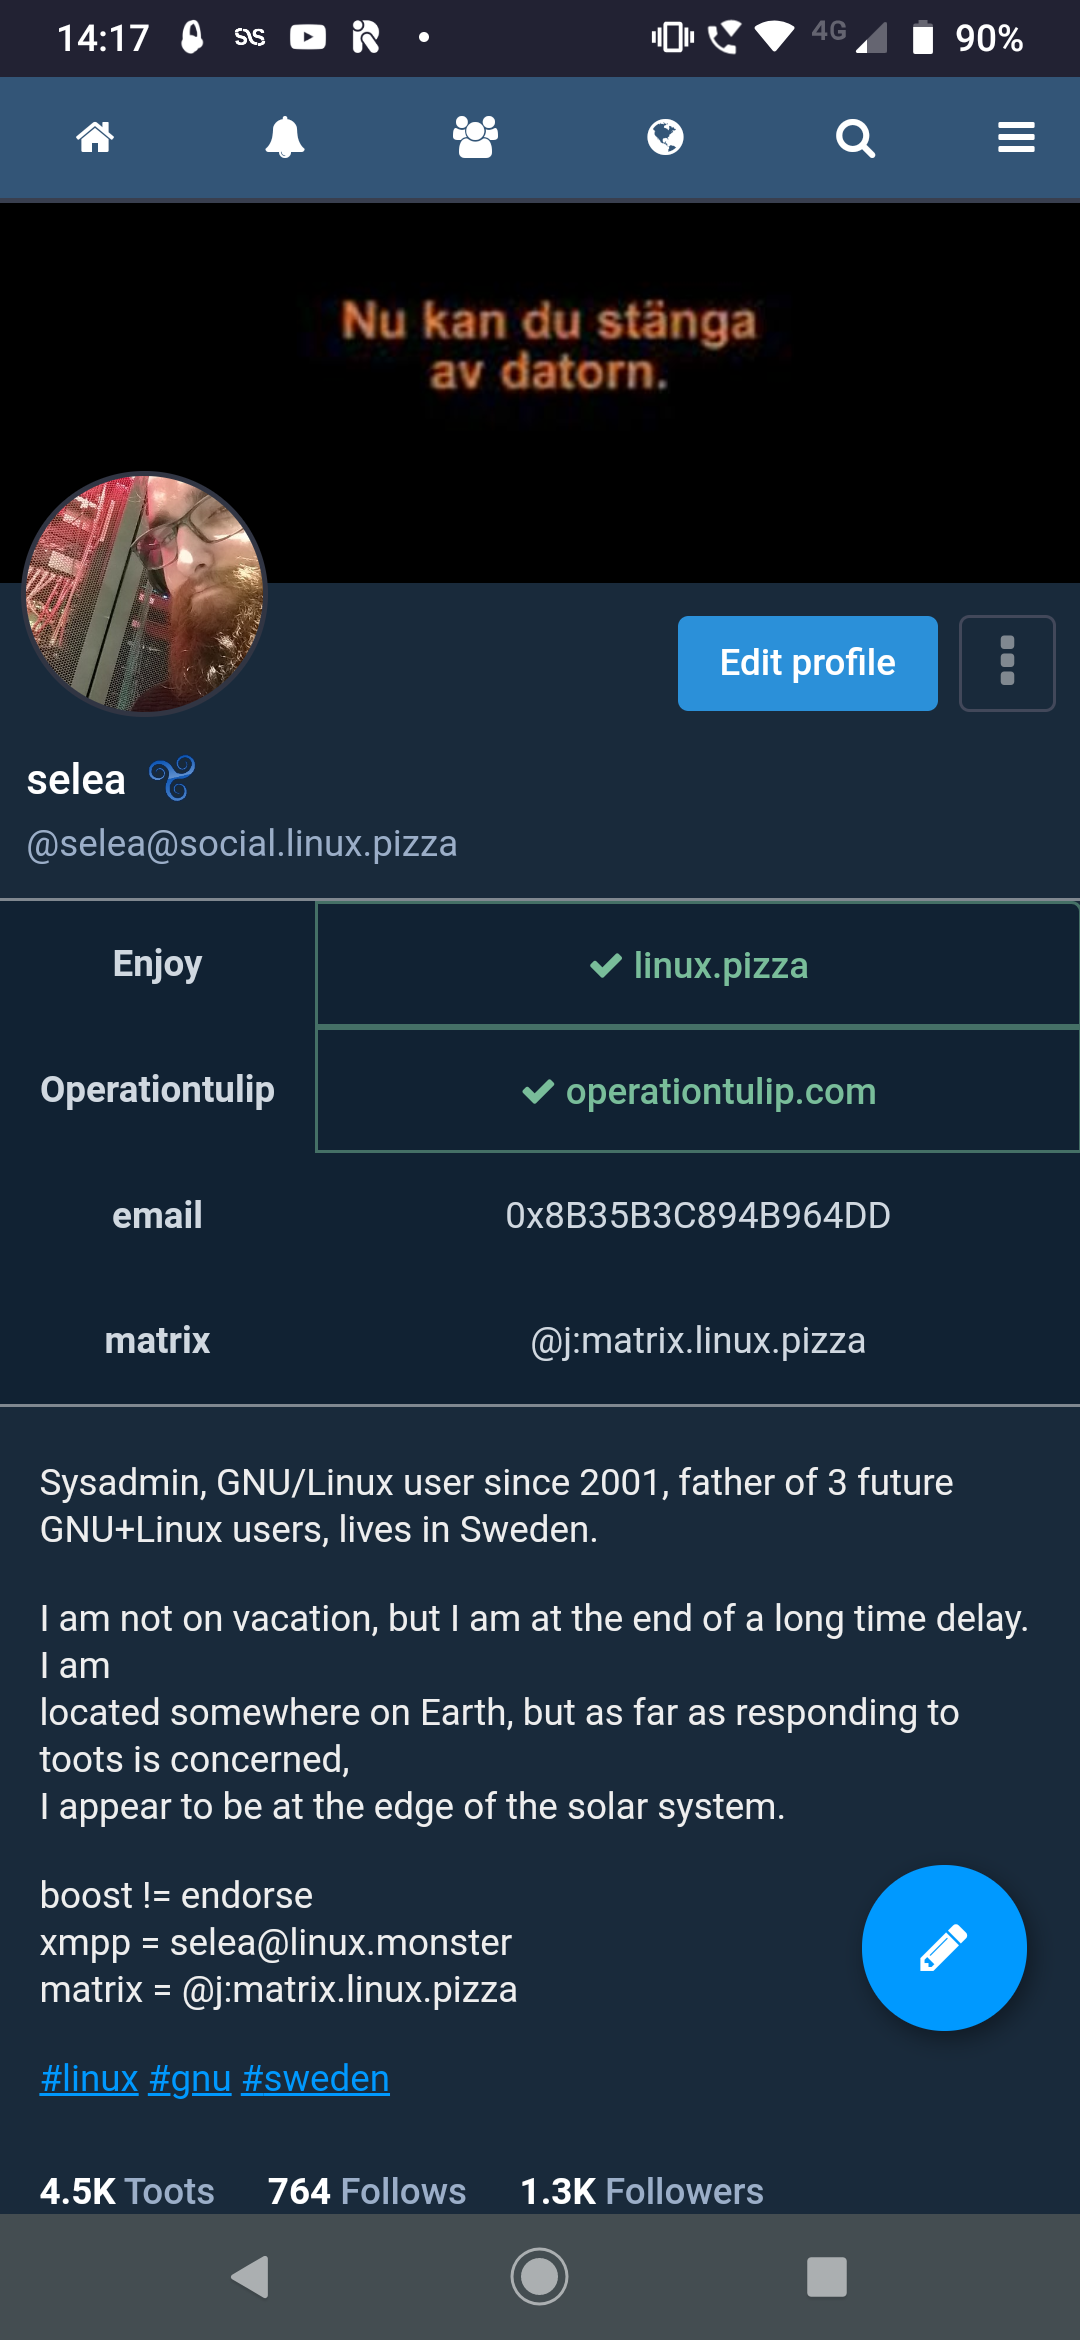 14:17
4G
90%
Nu kan du stänga
av datorn.
Edit profile
selea
@selea@social.linux.pizza
Enjoy
linux.pizza
Operationtulip
operationtulip.com
email
0x8B35B3C894B964DD
matrix
@j:matrix.linux.pizza
Sysadmin, GNU/Linux user since 2001, father of 3 future
GNU+Linux users, lives in Sweden.
I am not on vacation, but I am at the end of a long time delay.
I am
located somewhere on Earth, but as far as responding to
toots is concerned,
I appear to be at the edge of the solar system.
boost != endorse
xmpp = selea@linux.monster
matrix = @j:matrix.linux.pizza
#linux #gnu #sweden
4.5K Toots 764 Follows 1.3K Followers